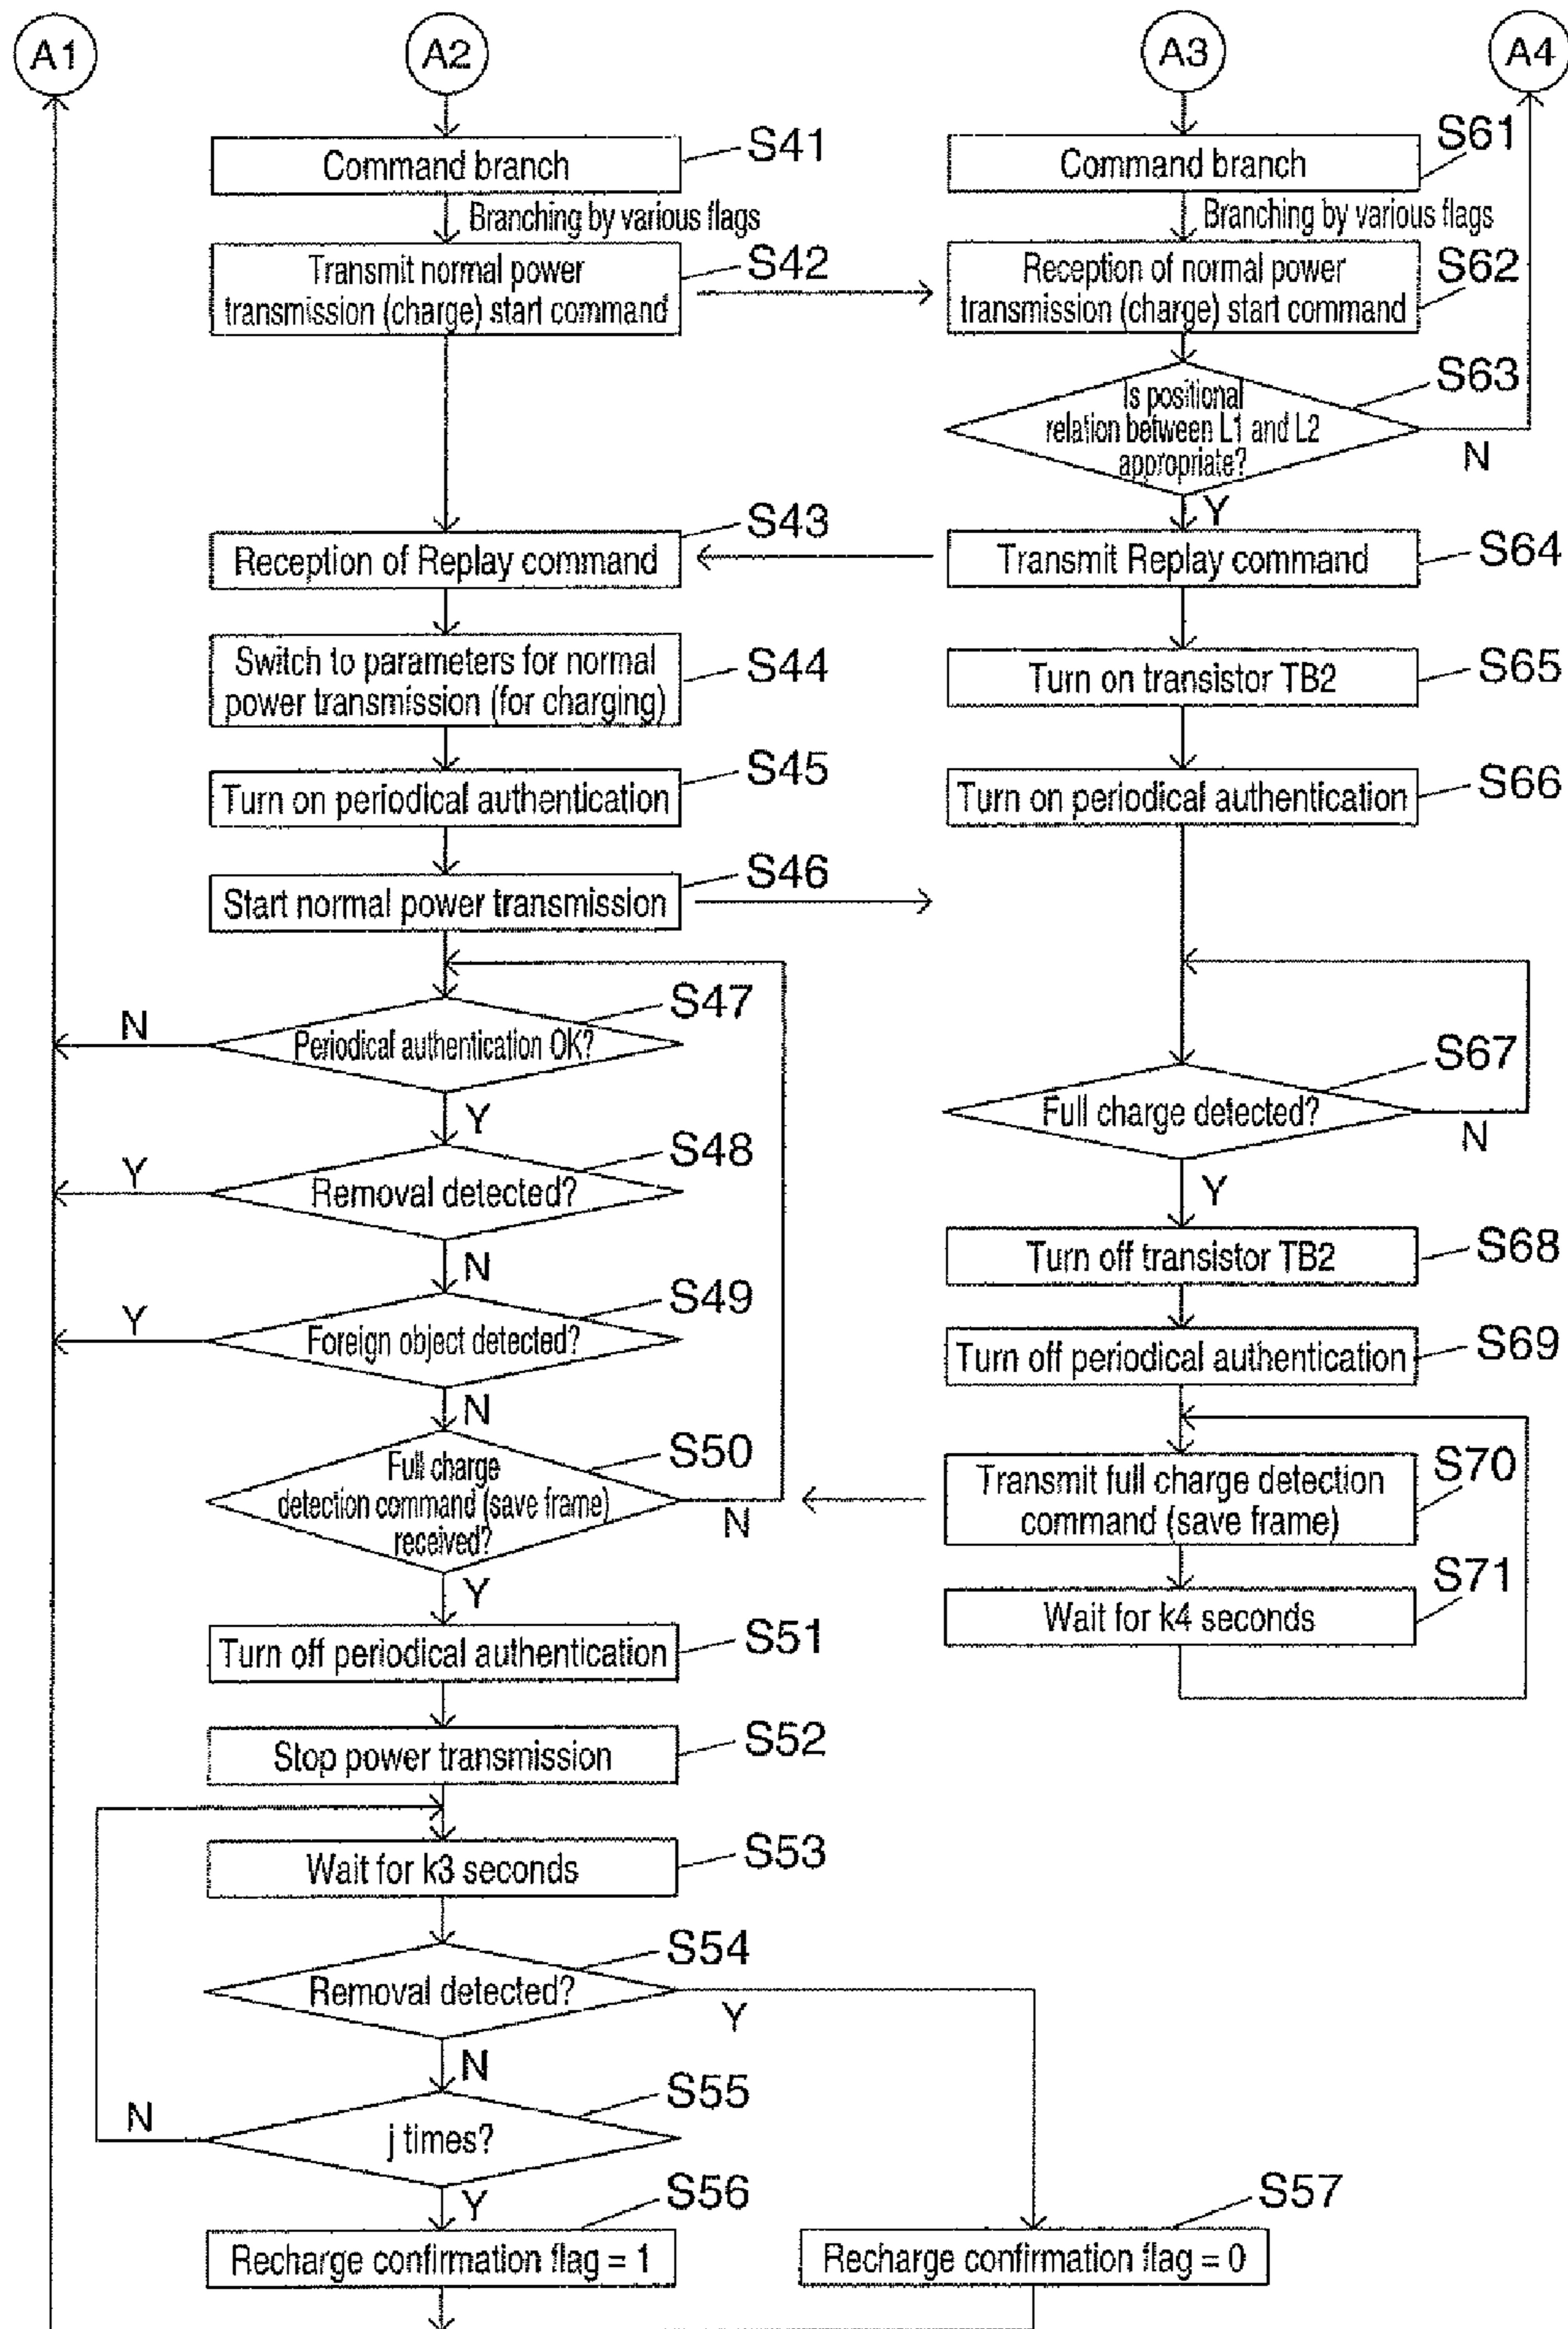 A1
A2
A3
A4
Command branch
S41
Branching by various flags
Transmit normal power
transmission (charge) start command
S42
Reception of Replay command
S43
Switch to parameters for normal
power transmission (for charging)
S44
Turn on periodical authentication
S45
Start normal power transmission
S46
Periodical authentication OK?
S47
N
Y
Removal detected?
S48
Y
N
Foreign object detected?
S49
Y
N
Full charge
detection command (save frame)
received?
S50
N
Y
Turn off periodical authentication
S51
Stop power transmission
S52
Wait for k3 seconds
S53
Removal detected?
S54
Y
N
j times?
S55
N
Y
Recharge confirmation flag = 1
S56
Recharge confirmation flag = 0
S57
Command branch
S61
Branching by various flags
Reception of normal power
transmission (charge) start command
S62
Is positional
relation between L1 and L2
appropriate?
S63
N
Y
Transmit Replay command
S64
Turn on transistor TB2
S65
Turn on periodical authentication
S66
Full charge detected?
S67
N
Y
Turn off transistor TB2
S68
Turn off periodical authentication
S69
Transmit full charge detection
command (save frame)
S70
Wait for k4 seconds
S71